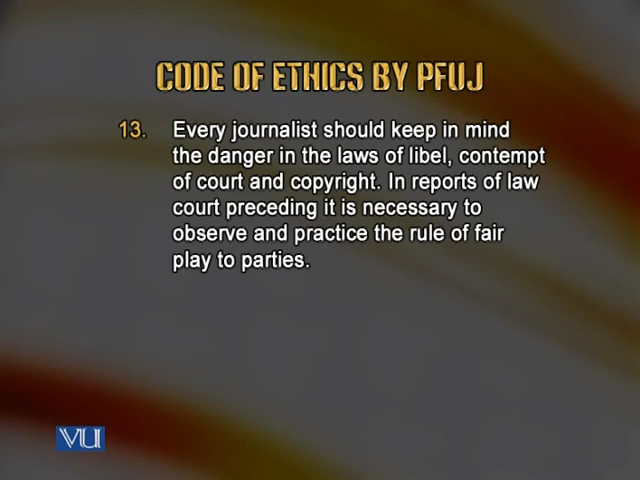 CODE OF ETHICS BY PFUJ
13. Every journalist should keep in mind
the danger in the laws of libel, contempt
of court and copyright. In reports of law
court preceding it is necessary to
observe and practice the rule of fair
play to parties.
VU